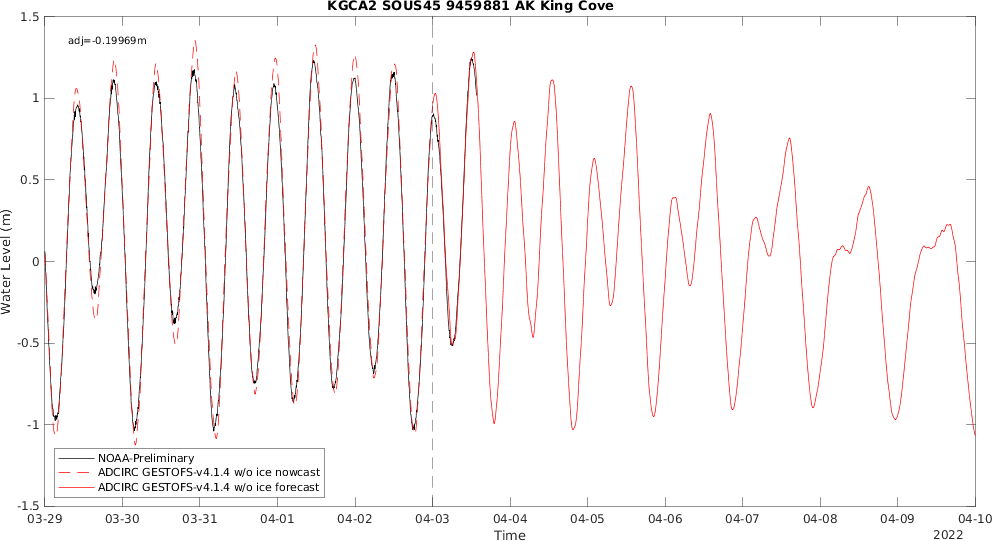 KGCA2 SOUS45 9459881 AK King Cove
adj=-0.19969m
1.5
1
0.5
0
-0.5
-1
-1.5
Water Level (m)
NOAA-Preliminary
ADCIRC GESTOFS-v4.1.4 w/o ice nowcast
ADCIRC GESTOFS-v4.1.4 w/o ice forecast
03-29 03-30 03-31 04-01 04-02 04-03 04-04 04-05 04-06 04-07 04-08 04-09 04-10
Time
2022